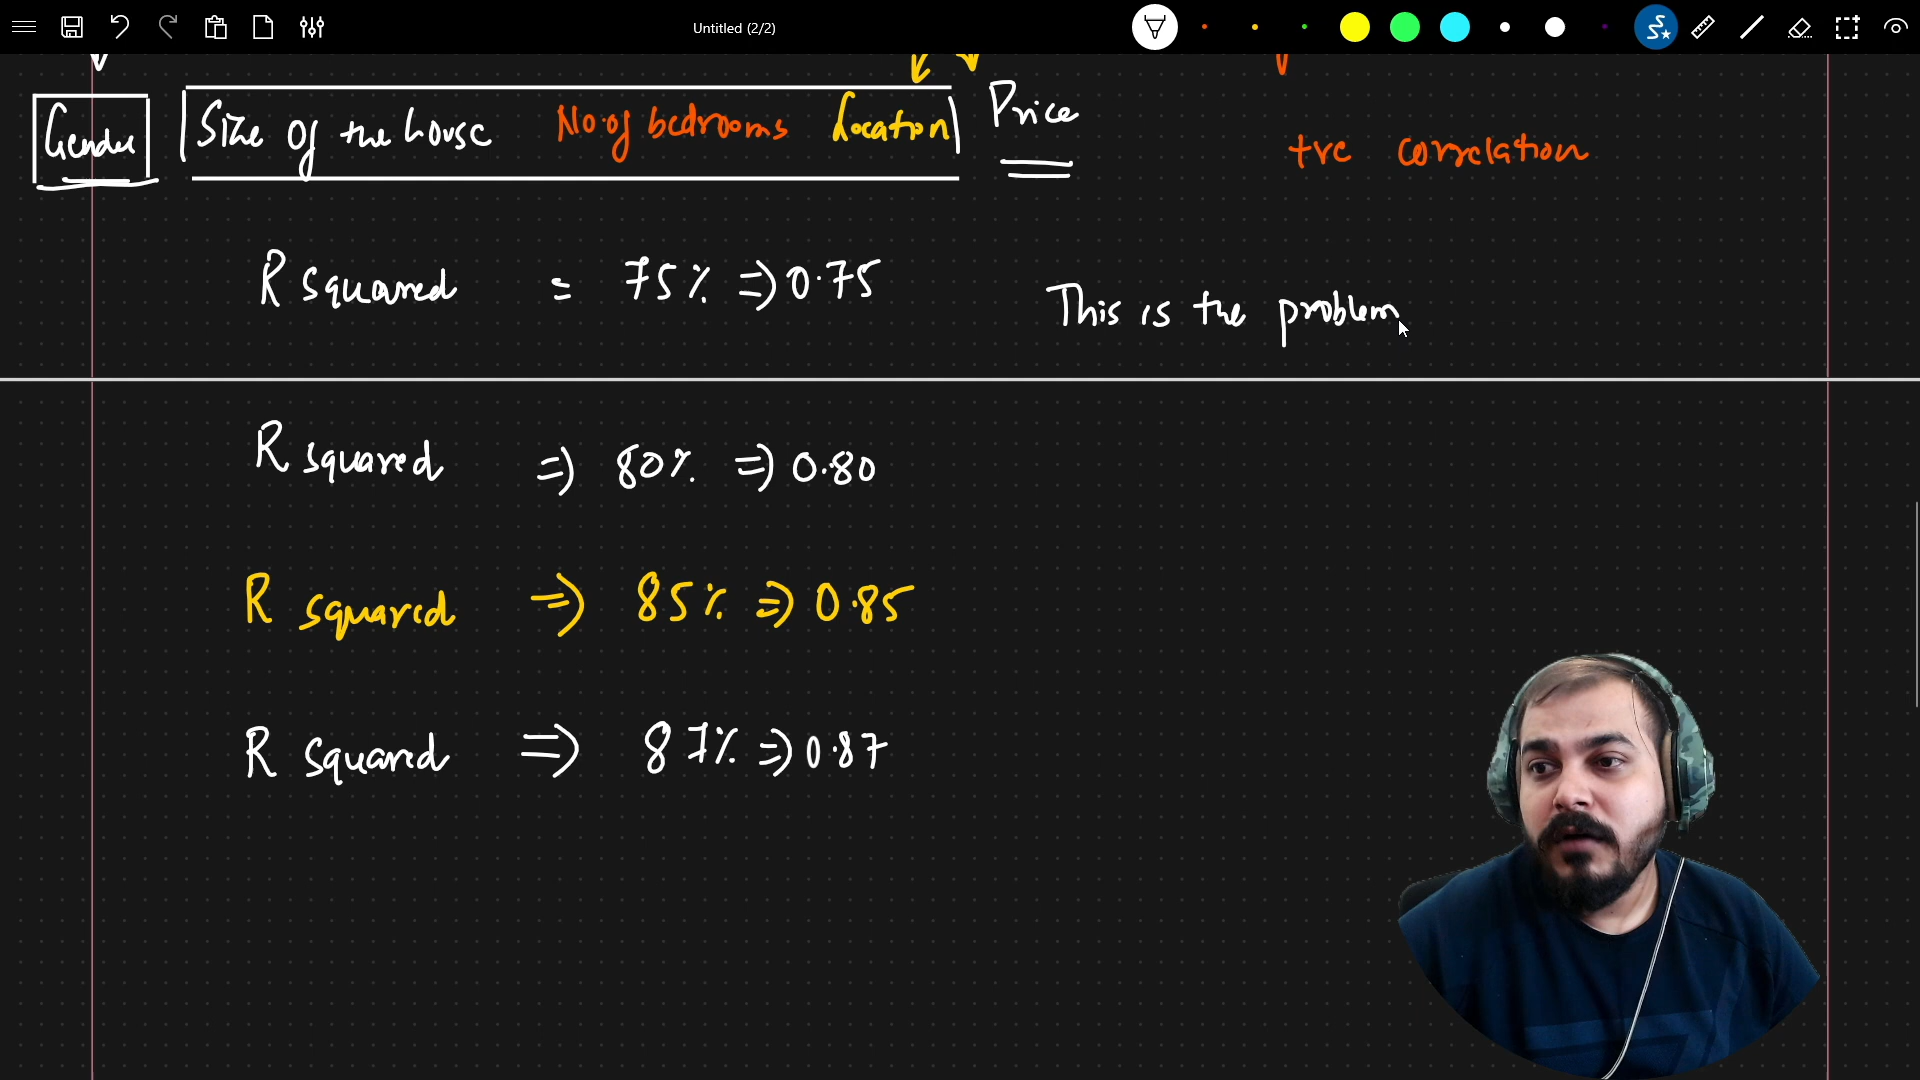 Untitled (2/2)
Gender Size of the house No. of bedrooms Location Price
+ve correlation
R squared = 75% => 0.75
This is the problem
R squared => 80% => 0.80
R squared => 85% => 0.85
R squared => 87% => 0.87